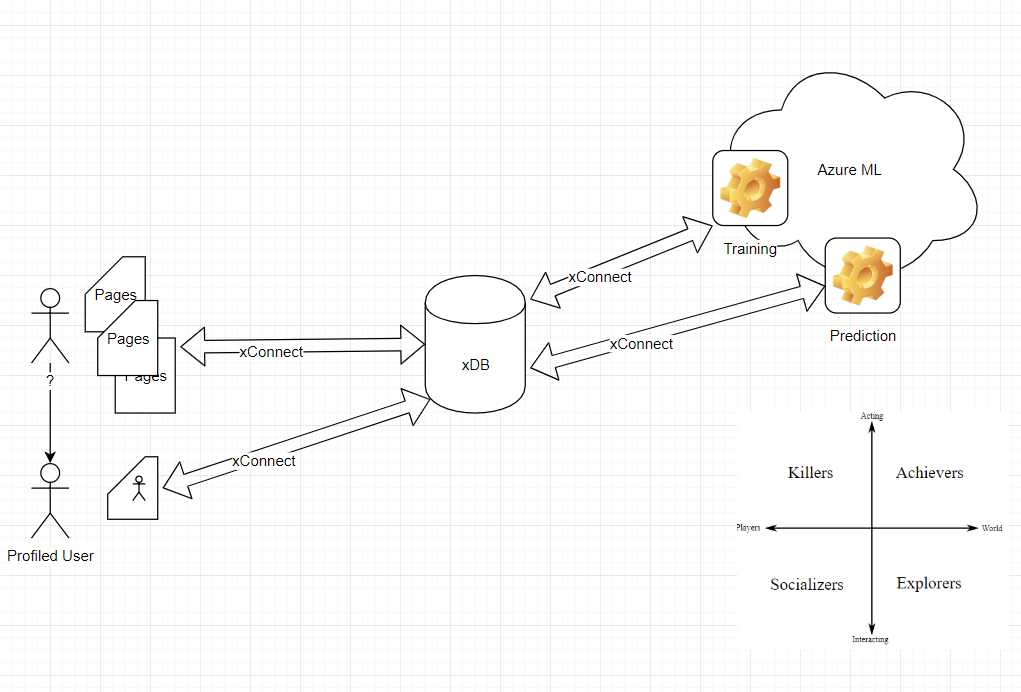 Azure ML
Training
xConnect
Pages
Pages
Pages
xConnect
xConnect
Prediction
xDB
?
xConnect
Profiled User
Acting
Killers
Achievers
Players
World
Socializers
Explorers
Interacting